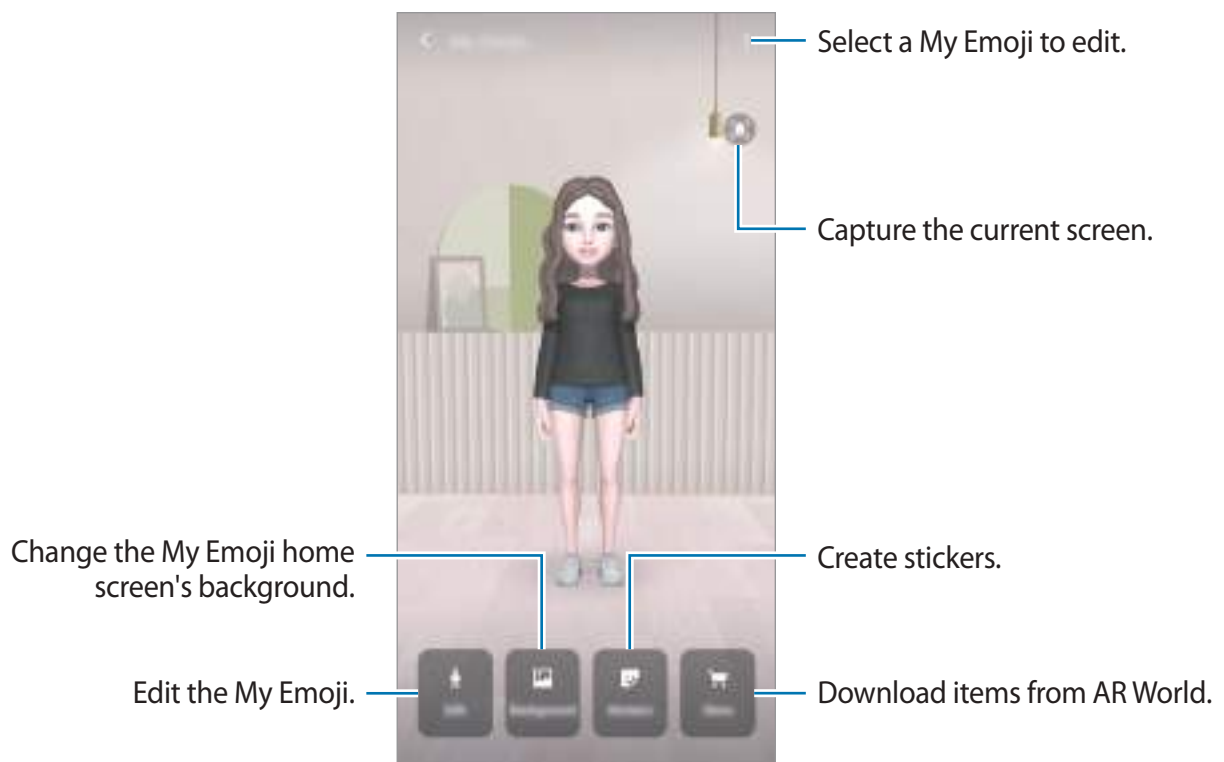 Select a My Emoji to edit.
Capture the current screen.
Change the My Emoji home
screen's background.
Create stickers.
Edit the My Emoji.
Download items from AR World.